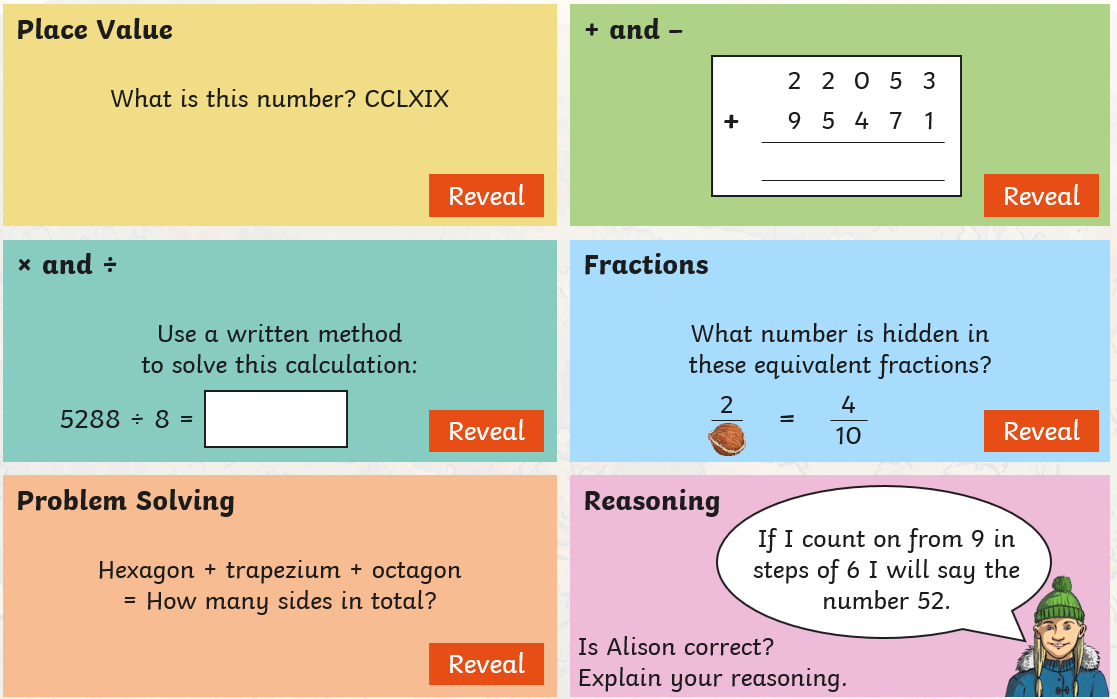 Place Value
What is this number? CCLXIX
Reveal
+ and –
2 2 0 5 3
+ 9 5 4 7 1
Reveal
× and ÷
Use a written method
to solve this calculation:
5288 ÷ 8 =
Reveal
Fractions
What number is hidden in
these equivalent fractions?
2 = 4
10
Reveal
Problem Solving
Hexagon + trapezium + octagon
= How many sides in total?
Reveal
Reasoning
If I count on from 9 in
steps of 6 I will say the
number 52.
Is Alison correct?
Explain your reasoning.